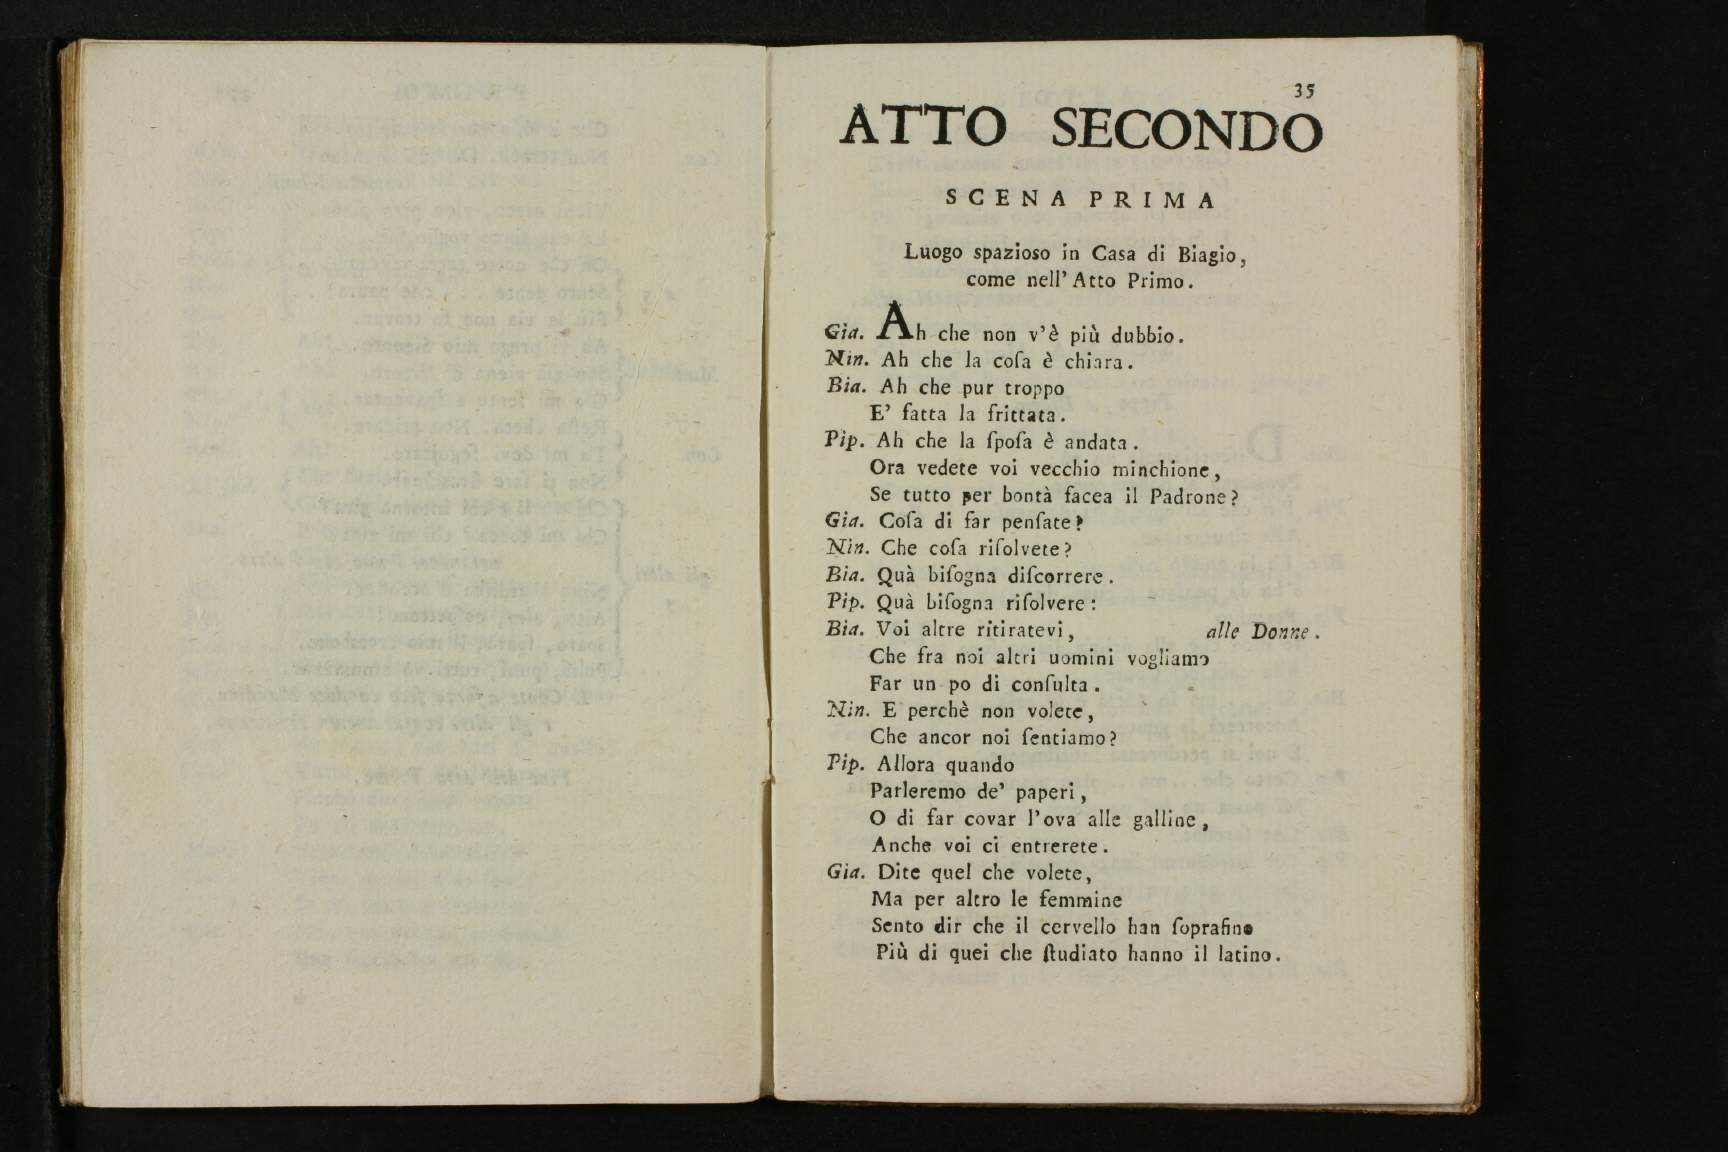 35
ATTO SECONDO
SCENA PRIMA
Luogo spazioso in Casa di Biagio,
come nell' Atto Primo.
Gia. Ah che non v'è più dubbio.
Nin. Ah che la coſa è chiara.
Bia. Ah che pur troppo
E' fatta la frittata.
Pip. Ah che la ſpoſa è andata.
Ora vedete voi vecchio minchione,
Se tutto per bontà facea il Padrone?
Gia. Coſa di far penſate?
Nin. Che coſa riſolvete?
Bia. Quà biſogna diſcorrere.
Pip. Quà biſogna riſolvere:
Bia. Voi altre ritiratevi, alle Donne.
Che fra noi altri uomini vogliamo
Far un po di conſulta.
Nin. E perchè non volete,
Che ancor noi ſentiamo?
Pip. Allora quando
Parleremo de' paperi,
O di far covar l'ova alle galline,
Anche voi ci entrerete.
Gia. Dite quel che volete,
Ma per altro le femmine
Sento dir che il cervello han ſoprafino
Più di quei che ſtudiato hanno il latino.